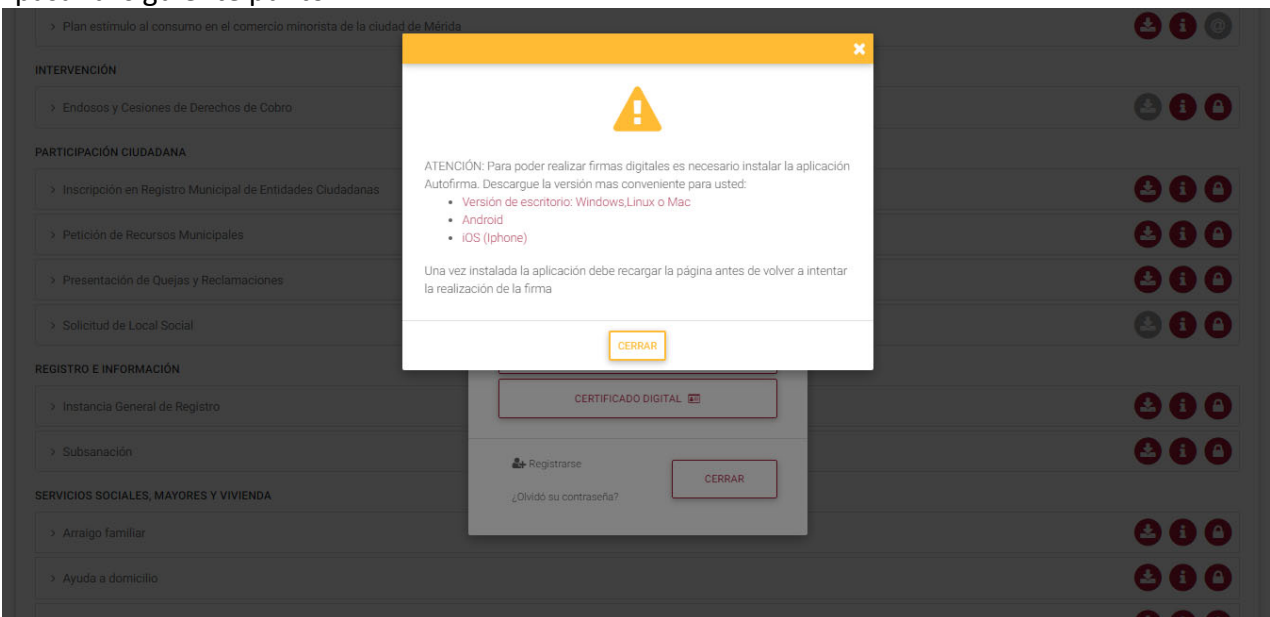 > Plan estímulo al consumo en el comercio minorista de la ciudad de Mérida
INTERVENCIÓN
> Endosos y Cesiones de Derechos de Cobro
PARTICIPACIÓN CIUDADANA
> Inscripción en Registro Municipal de Entidades Ciudadanas
> Petición de Recursos Municipales
> Presentación de Quejas y Reclamaciones
> Solicitud de Local Social
REGISTRO E INFORMACIÓN
> Instancia General de Registro
> Subsanación
SERVICIOS SOCIALES, MAYORES Y VIVIENDA
> Arraigo familiar
> Ayuda a domicilio
ATENCIÓN: Para poder realizar firmas digitales es necesario instalar la aplicación
Autofirma. Descargue la versión mas conveniente para usted:
• Versión de escritorio: Windows,Linux o Mac
• Android
• iOS (Iphone)
Una vez instalada la aplicación debe recargar la página antes de volver a intentar
la realización de la firma
CERRAR
CERTIFICADO DIGITAL
Registrarse
¿Olvidó su contraseña?
CERRAR